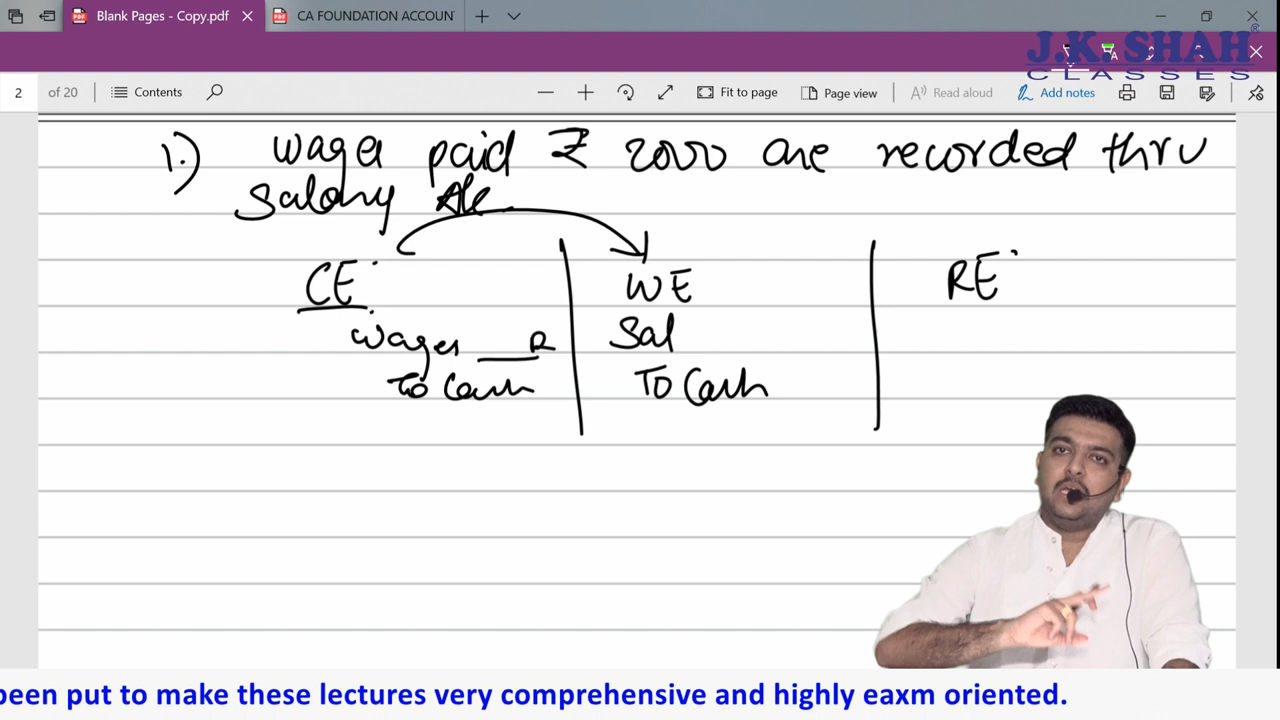 Blank Pages - Copy.pdf
CA FOUNDATION ACCOUN
J.K. SHAH®
CLASSES
2 of 20 Contents Fit to page Page view Read aloud Add notes
1.) Wages paid ₹ 2000 are recorded thru
Salary A/c
CE WE RE
Wages Sal
To Cash To Cash
been put to make these lectures very comprehensive and highly eaxm oriented.